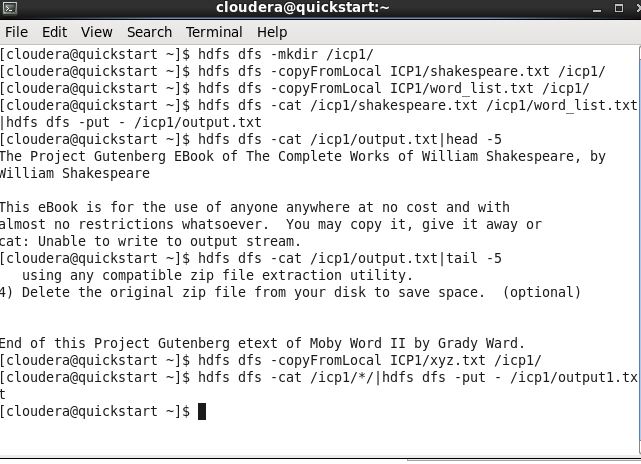 cloudera@quickstart:~
File Edit View Search Terminal Help
[cloudera@quickstart ~]$ hdfs dfs -mkdir /icp1/
[cloudera@quickstart ~]$ hdfs dfs -copyFromLocal ICP1/shakespeare.txt /icp1/
[cloudera@quickstart ~]$ hdfs dfs -copyFromLocal ICP1/word_list.txt /icp1/
[cloudera@quickstart ~]$ hdfs dfs -cat /icp1/shakespeare.txt /icp1/word_list.txt
|hdfs dfs -put - /icp1/output.txt
[cloudera@quickstart ~]$ hdfs dfs -cat /icp1/output.txt|head -5
The Project Gutenberg EBook of The Complete Works of William Shakespeare, by
William Shakespeare
This eBook is for the use of anyone anywhere at no cost and with
almost no restrictions whatsoever.  You may copy it, give it away or
cat: Unable to write to output stream.
[cloudera@quickstart ~]$ hdfs dfs -cat /icp1/output.txt|tail -5
   using any compatible zip file extraction utility.
4) Delete the original zip file from your disk to save space.  (optional)
End of this Project Gutenberg etext of Moby Word II by Grady Ward.
[cloudera@quickstart ~]$ hdfs dfs -copyFromLocal ICP1/xyz.txt /icp1/
[cloudera@quickstart ~]$ hdfs dfs -cat /icp1/*/|hdfs dfs -put - /icp1/output1.tx
t
[cloudera@quickstart ~]$